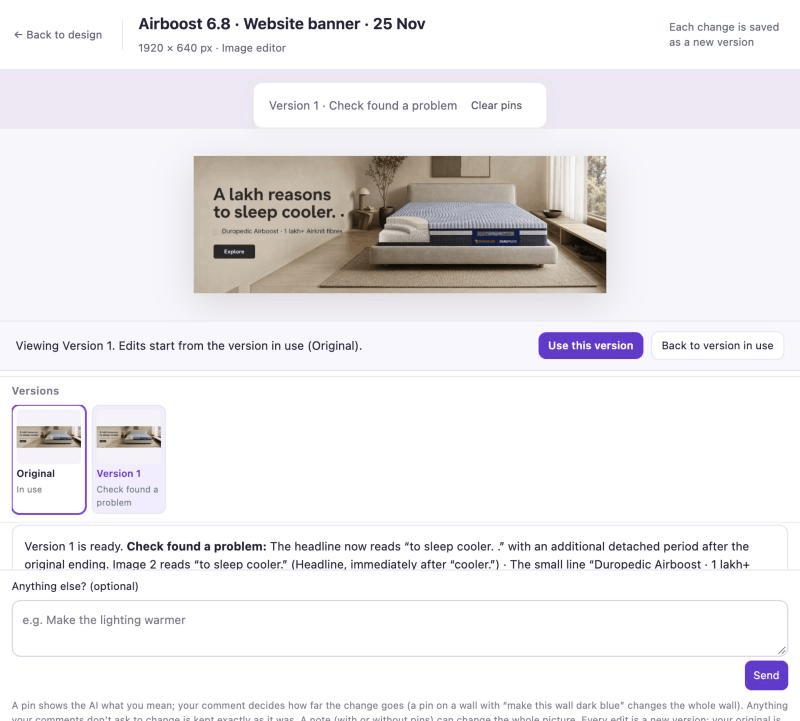 ← Back to design
Airboost 6.8 · Website banner · 25 Nov
1920 × 640 px · Image editor
Each change is saved
as a new version
Version 1 · Check found a problem
Clear pins
A lakh reasons
to sleep cooler. .
Duropedic Airboost · 1 lakh+ Airknit fibres
Explore
Viewing Version 1. Edits start from the version in use (Original).
Use this version
Back to version in use
Versions
Original
In use
Version 1
Check found a
problem
Version 1 is ready. Check found a problem: The headline now reads “to sleep cooler. .” with an additional detached period after the
original ending. Image 2 reads “to sleep cooler.” (Headline, immediately after “cooler.”) · The small line “Duropedic Airboost · 1 lakh+
Anything else? (optional)
e.g. Make the lighting warmer
Send
A pin shows the AI what you mean; your comment decides how far the change goes (a pin on a wall with “make this wall dark blue” changes the whole wall). Anything
your comments don't ask to change is kept exactly as it was. A note (with or without pins) can change the whole picture. Every edit is a new version; your original is